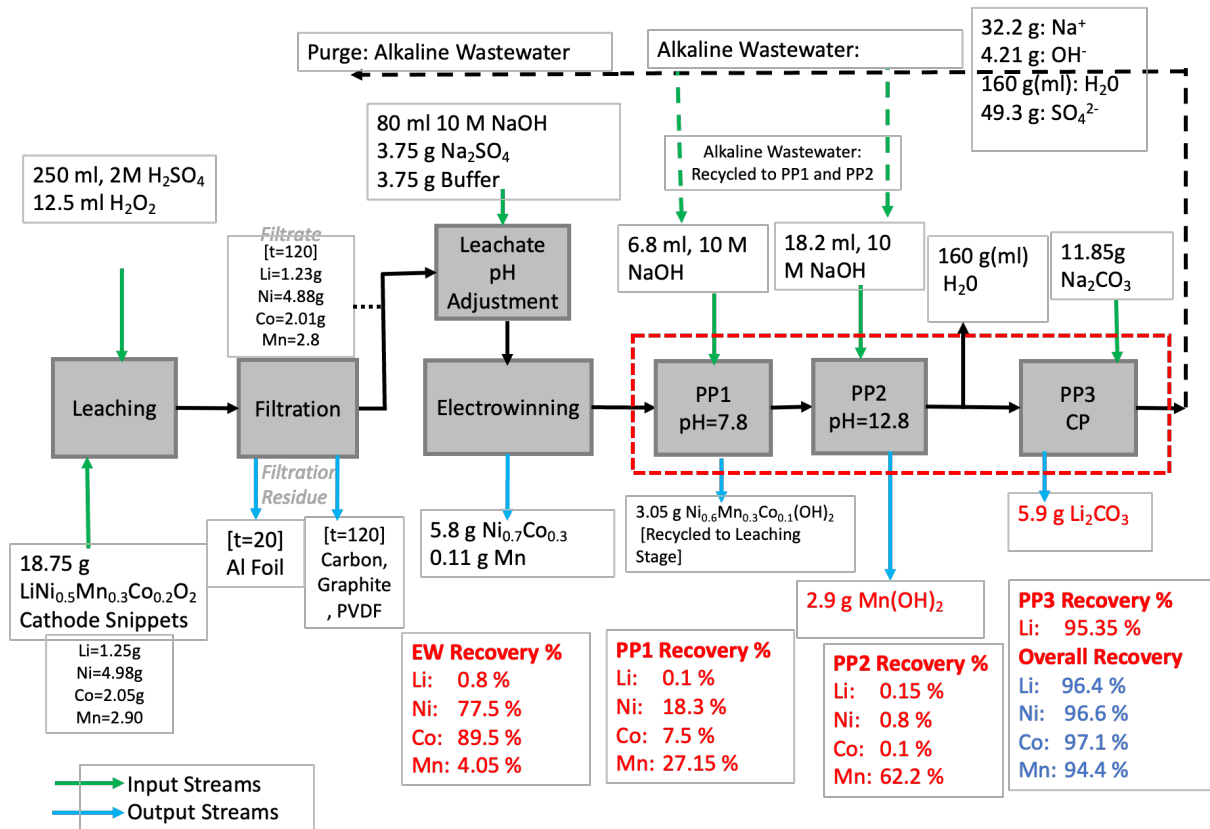 Purge: Alkaline Wastewater
Alkaline Wastewater:
32.2 g: Na⁺
4.21 g: OH⁻
160 g(ml): H₂0
49.3 g: SO₄²⁻
80 ml 10 M NaOH
3.75 g Na₂SO₄
3.75 g Buffer
Alkaline Wastewater:
Recycled to PP1 and PP2
250 ml, 2M H₂SO₄
12.5 ml H₂O₂
Filtrate
[t=120]
Li=1.23g
Ni=4.88g
Co=2.01g
Mn=2.8
Leachate
pH
Adjustment
6.8 ml, 10 M
NaOH
18.2 ml, 10
M NaOH
160 g(ml)
H₂0
11.85g
Na₂CO₃
Leaching
Filtration
Electrowinning
PP1
pH=7.8
PP2
pH=12.8
PP3
CP
Filtration
Residue
[t=20]
Al Foil
[t=120]
Carbon,
Graphite
, PVDF
5.8 g Ni₀.₇Co₀.₃
0.11 g Mn
3.05 g Ni₀.₆Mn₀.₃Co₀.₁(OH)₂
[Recycled to Leaching
Stage]
5.9 g Li₂CO₃
18.75 g
LiNi₀.₅Mn₀.₃Co₀.₂O₂
Cathode Snippets
Li=1.25g
Ni=4.98g
Co=2.05g
Mn=2.90
2.9 g Mn(OH)₂
EW Recovery %
Li: 0.8 %
Ni: 77.5 %
Co: 89.5 %
Mn: 4.05 %
PP1 Recovery %
Li: 0.1 %
Ni: 18.3 %
Co: 7.5 %
Mn: 27.15 %
PP2 Recovery %
Li: 0.15 %
Ni: 0.8 %
Co: 0.1 %
Mn: 62.2 %
PP3 Recovery %
Li: 95.35 %
Overall Recovery
Li: 96.4 %
Ni: 96.6 %
Co: 97.1 %
Mn: 94.4 %
Input Streams
Output Streams